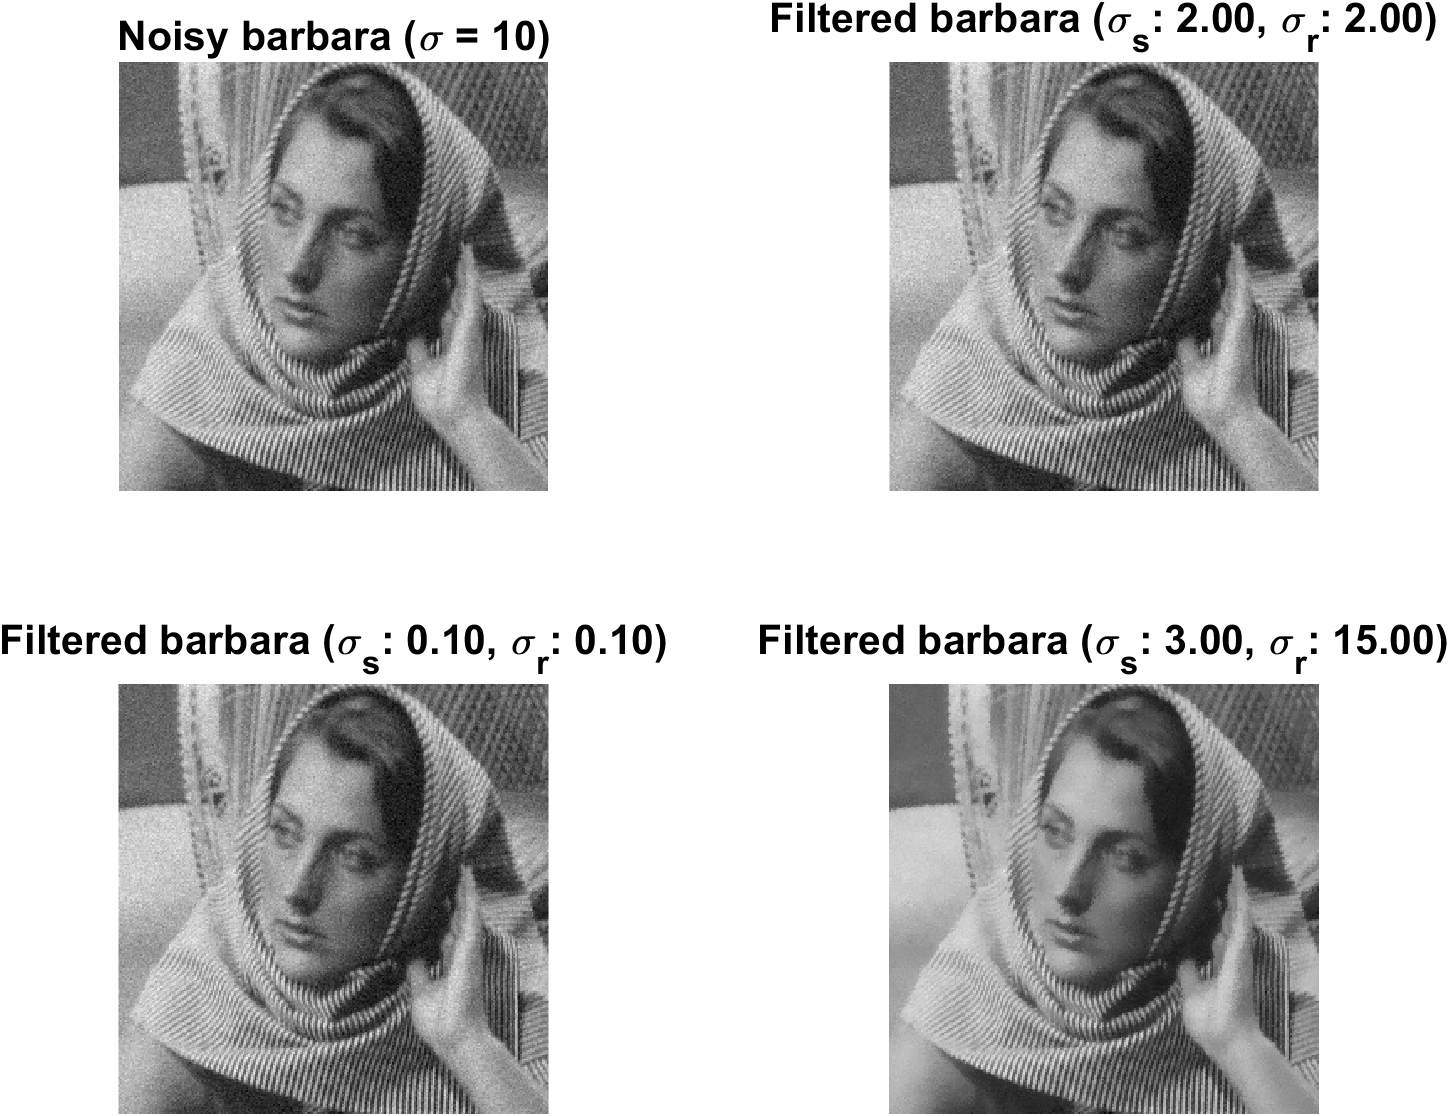 Noisy barbara (σ = 10)
Filtered barbara (σs: 2.00, σr: 2.00)
Filtered barbara (σs: 0.10, σr: 0.10)
Filtered barbara (σs: 3.00, σr: 15.00)